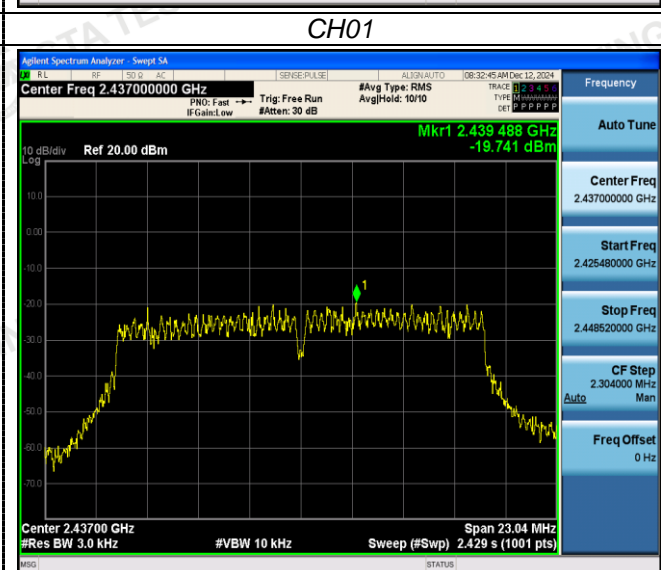 CH01
Agilent Spectrum Analyzer - Swept SA
RL RF 50 Ω AC SENSE:PULSE ALIGN AUTO 08:32:45 AM Dec 12, 2024
Center Freq 2.437000000 GHz #Avg Type: RMS TRACE 1 2 3 4 5 6
PNO: Fast Trig: Free Run Avg|Hold: 10/10 TYPE M
IFGain:Low #Atten: 30 dB DET P P P P P P
Frequency
Mkr1 2.439 488 GHz
10 dB/div Ref 20.00 dBm -19.741 dBm
Log
10.0
0.00
-10.0
-20.0
-30.0
-40.0
-50.0
-60.0
-70.0
1
Center 2.43700 GHz Span 23.04 MHz
#Res BW 3.0 kHz #VBW 10 kHz Sweep (#Swp) 2.429 s (1001 pts)
MSG STATUS
Auto Tune
Center Freq
2.437000000 GHz
Start Freq
2.425480000 GHz
Stop Freq
2.448520000 GHz
CF Step
2.304000 MHz
Auto Man
Freq Offset
0 Hz